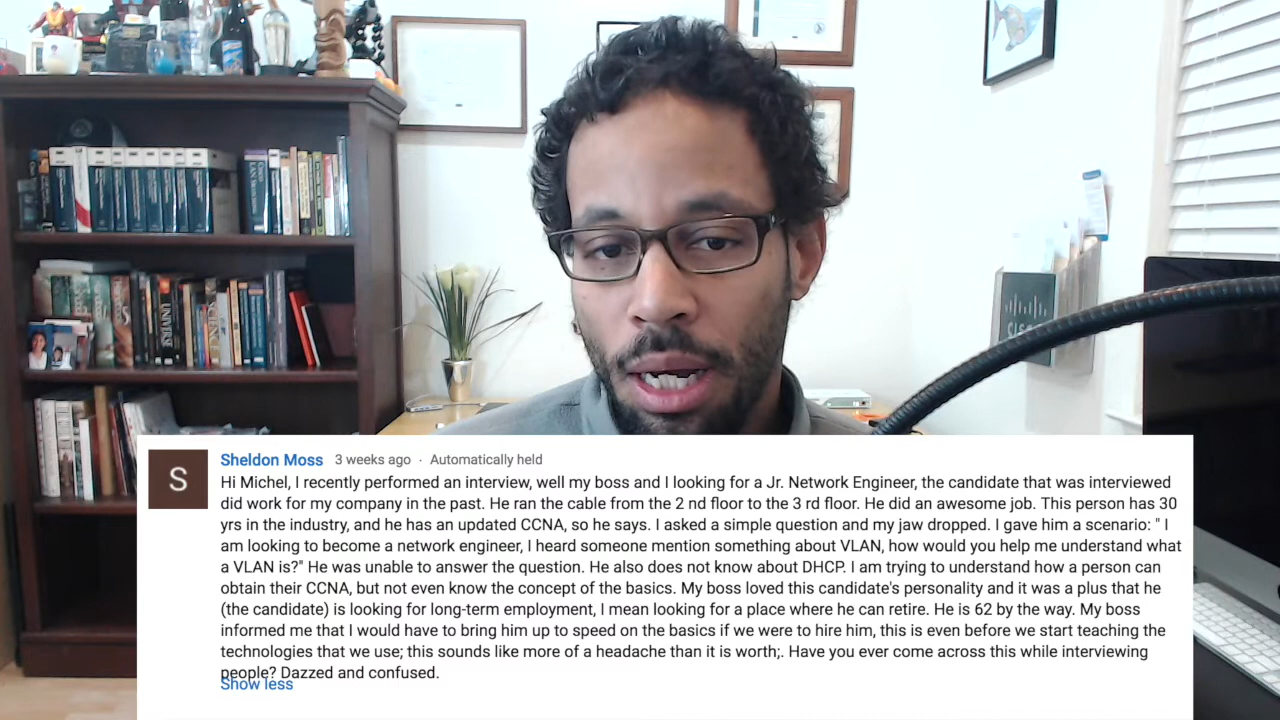 UNIVERSE
SCIENCE
CISCO
S
Sheldon Moss 3 weeks ago · Automatically held
Hi Michel, I recently performed an interview, well my boss and I looking for a Jr. Network Engineer, the candidate that was interviewed
did work for my company in the past. He ran the cable from the 2 nd floor to the 3 rd floor. He did an awesome job. This person has 30
yrs in the industry, and he has an updated CCNA, so he says. I asked a simple question and my jaw dropped. I gave him a scenario: " I
am looking to become a network engineer, I heard someone mention something about VLAN, how would you help me understand what
a VLAN is?" He was unable to answer the question. He also does not know about DHCP. I am trying to understand how a person can
obtain their CCNA, but not even know the concept of the basics. My boss loved this candidate's personality and it was a plus that he
(the candidate) is looking for long-term employment, I mean looking for a place where he can retire. He is 62 by the way. My boss
informed me that I would have to bring him up to speed on the basics if we were to hire him, this is even before we start teaching the
technologies that we use; this sounds like more of a headache than it is worth;. Have you ever come across this while interviewing
people? Dazzed and confused.
Show less